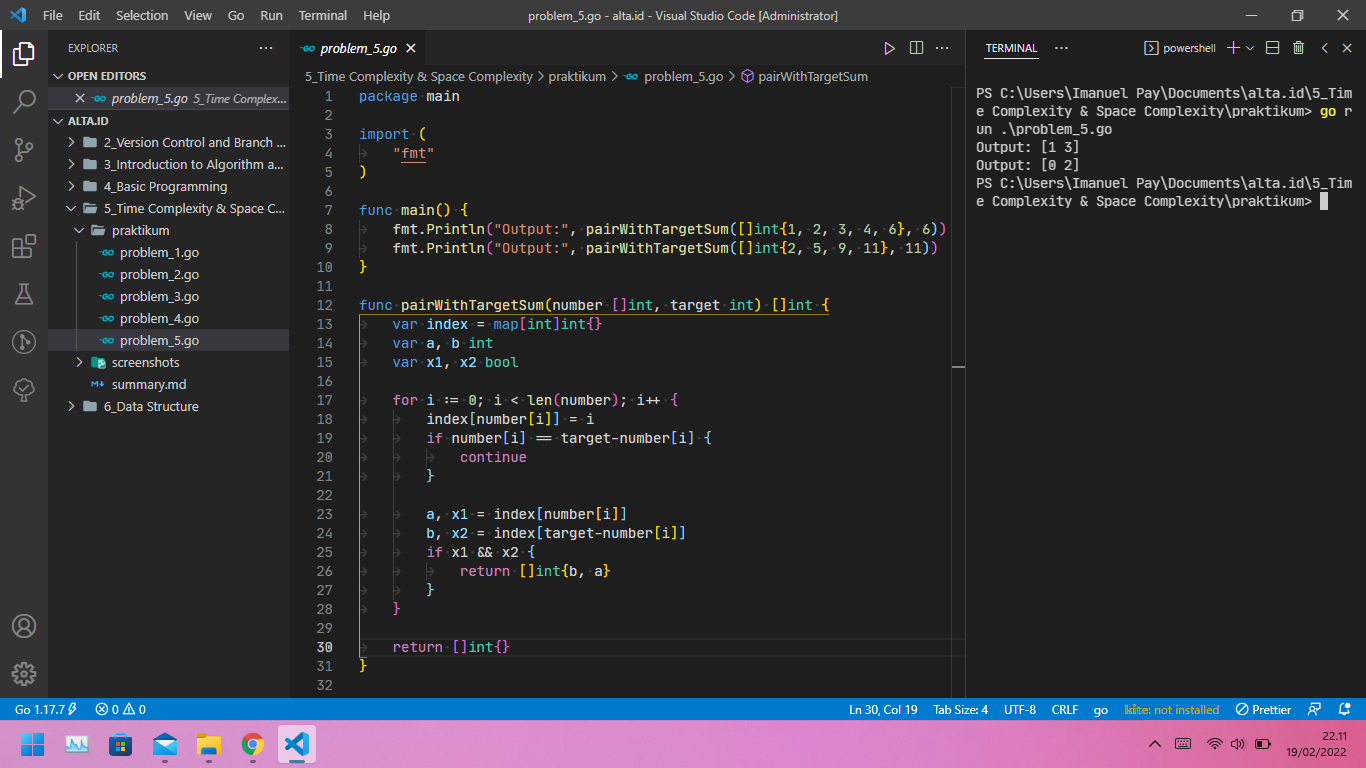 File Edit Selection View Go Run Terminal Help
problem_5.go - alta.id - Visual Studio Code [Administrator]
EXPLORER
OPEN EDITORS
problem_5.go 5_Time Complex...
ALTA.ID
2_Version Control and Branch ...
3_Introduction to Algorithm a...
4_Basic Programming
5_Time Complexity & Space C...
praktikum
problem_1.go
problem_2.go
problem_3.go
problem_4.go
problem_5.go
screenshots
summary.md
6_Data Structure
problem_5.go
5_Time Complexity & Space Complexity > praktikum > problem_5.go > pairWithTargetSum
1 package main
2
3 import (
4 "fmt"
5 )
6
7 func main() {
8 fmt.Println("Output:", pairWithTargetSum([]int{1, 2, 3, 4, 6}, 6))
9 fmt.Println("Output:", pairWithTargetSum([]int{2, 5, 9, 11}, 11))
10 }
11
12 func pairWithTargetSum(number []int, target int) []int {
13 var index = map[int]int{}
14 var a, b int
15 var x1, x2 bool
16
17 for i := 0; i < len(number); i++ {
18 index[number[i]] = i
19 if number[i] == target-number[i] {
20 continue
21 }
22
23 a, x1 = index[number[i]]
24 b, x2 = index[target-number[i]]
25 if x1 && x2 {
26 return []int{b, a}
27 }
28 }
29
30 return []int{}
31 }
32
TERMINAL
powershell
PS C:\Users\Imanuel Pay\Documents\alta.id\5_Tim
e Complexity & Space Complexity\praktikum> go r
un .\problem_5.go
Output: [1 3]
Output: [0 2]
PS C:\Users\Imanuel Pay\Documents\alta.id\5_Tim
e Complexity & Space Complexity\praktikum>
Go 1.17.7 0 0 Ln 30, Col 19 Tab Size: 4 UTF-8 CRLF go kite: not installed Prettier
22.11
19/02/2022